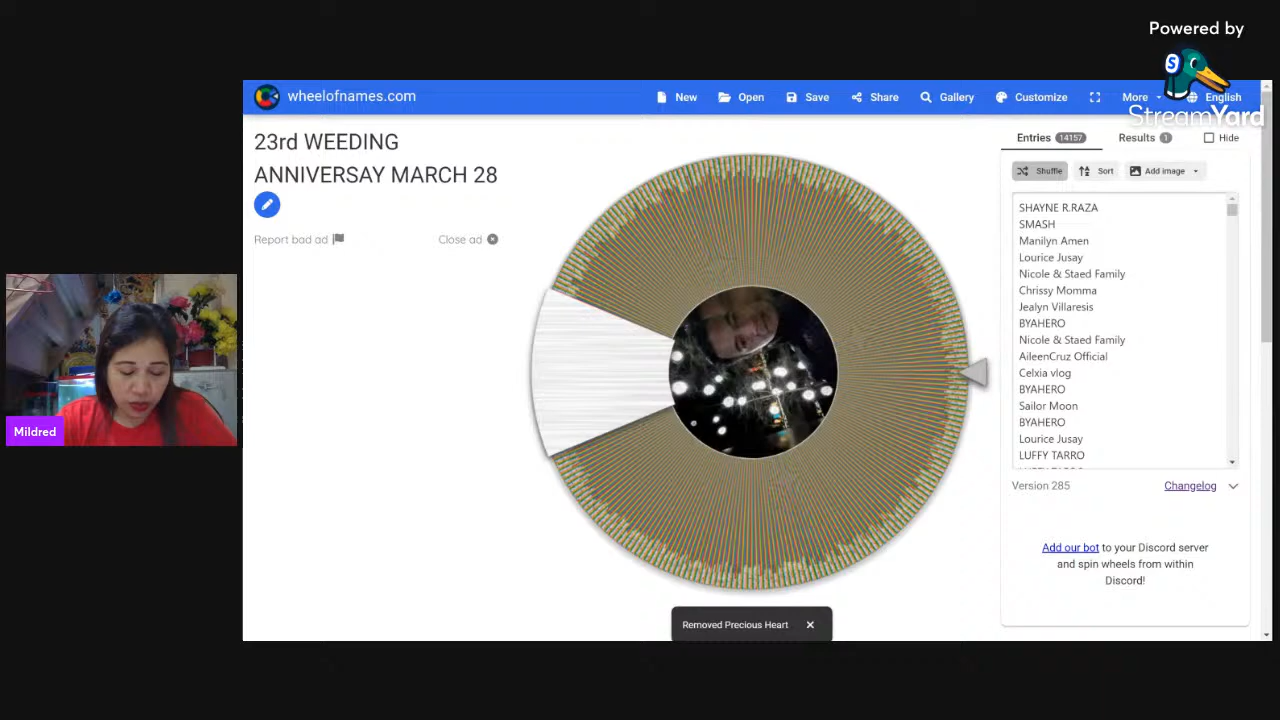 Powered by
StreamYard
wheelofnames.com
New
Open
Save
Share
Gallery
Customize
More
English
23rd WEEDING
ANNIVERSAY MARCH 28
Report bad ad
Close ad
Entries 14157
Results 1
Hide
Shuffle
Sort
Add image
SHAYNE R.RAZA
SMASH
Manilyn Amen
Lourice Jusay
Nicole & Staed Family
Chrissy Momma
Jealyn Villaresis
BYAHERO
Nicole & Staed Family
AileenCruz Official
Celxia vlog
BYAHERO
Sailor Moon
BYAHERO
Lourice Jusay
LUFFY TARRO
Version 285
Changelog
Add our bot to your Discord server
and spin wheels from within
Discord!
Removed Precious Heart
Mildred